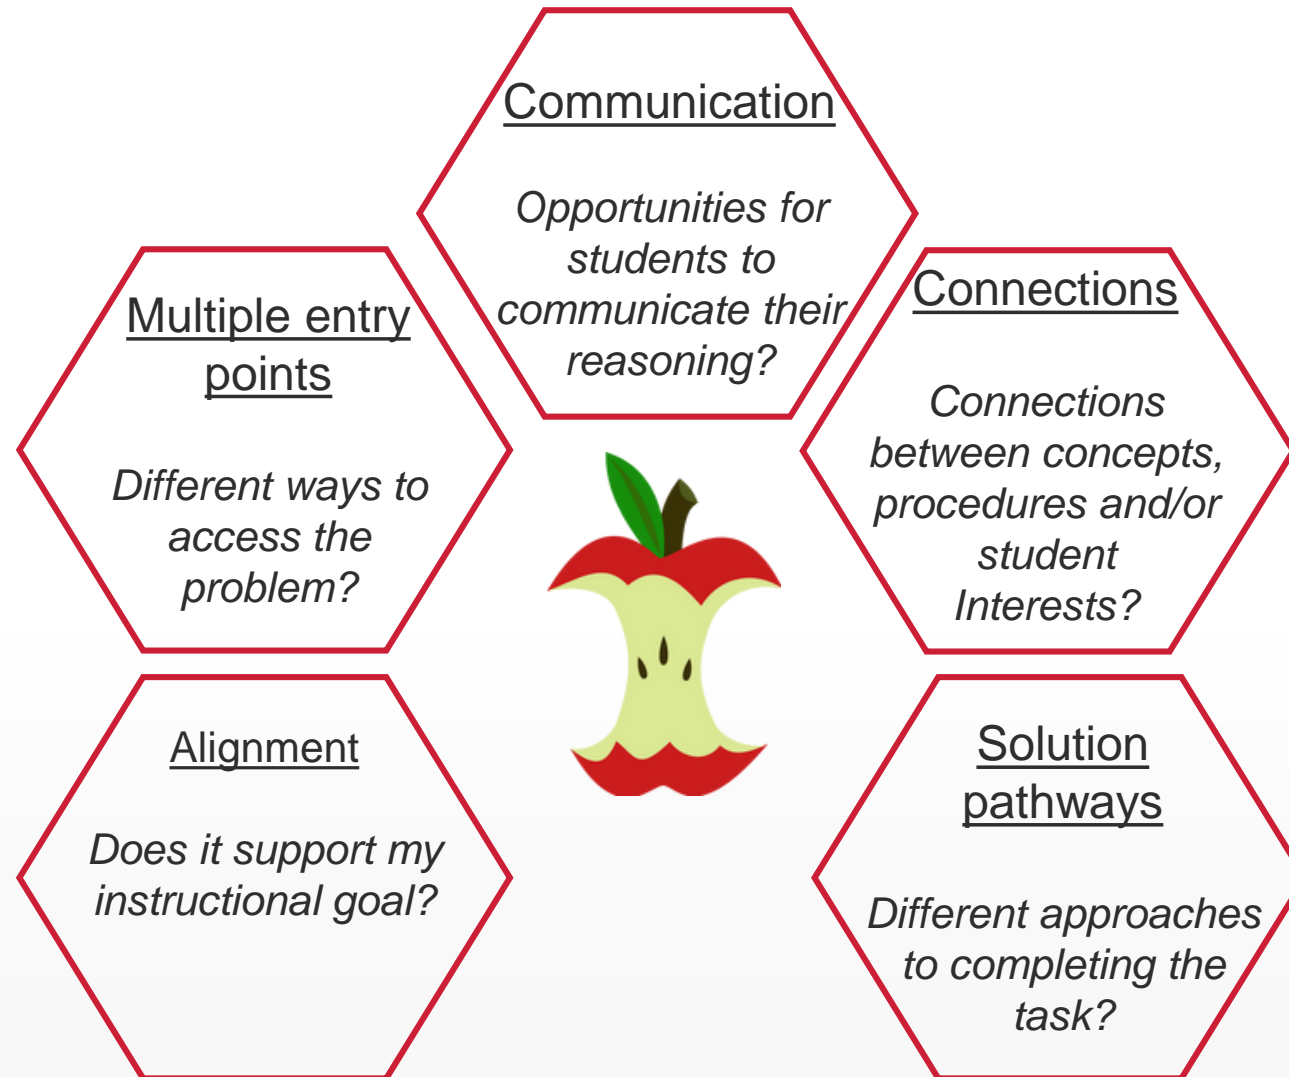 Communication
Opportunities for
students to
communicate their
reasoning?
Multiple entry
points
Different ways to
access the
problem?
Connections
Connections
between concepts,
procedures and/or
student
Interests?
Alignment
Does it support my
instructional goal?
Solution
pathways
Different approaches
to completing the
task?